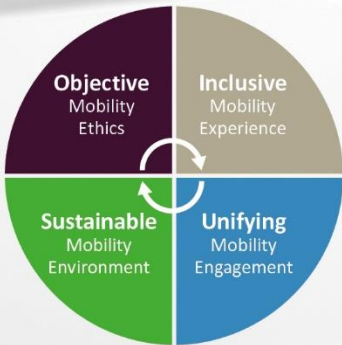 Objective
Mobility
Ethics
Inclusive
Mobility
Experience
Sustainable
Mobility
Environment
Unifying
Mobility
Engagement